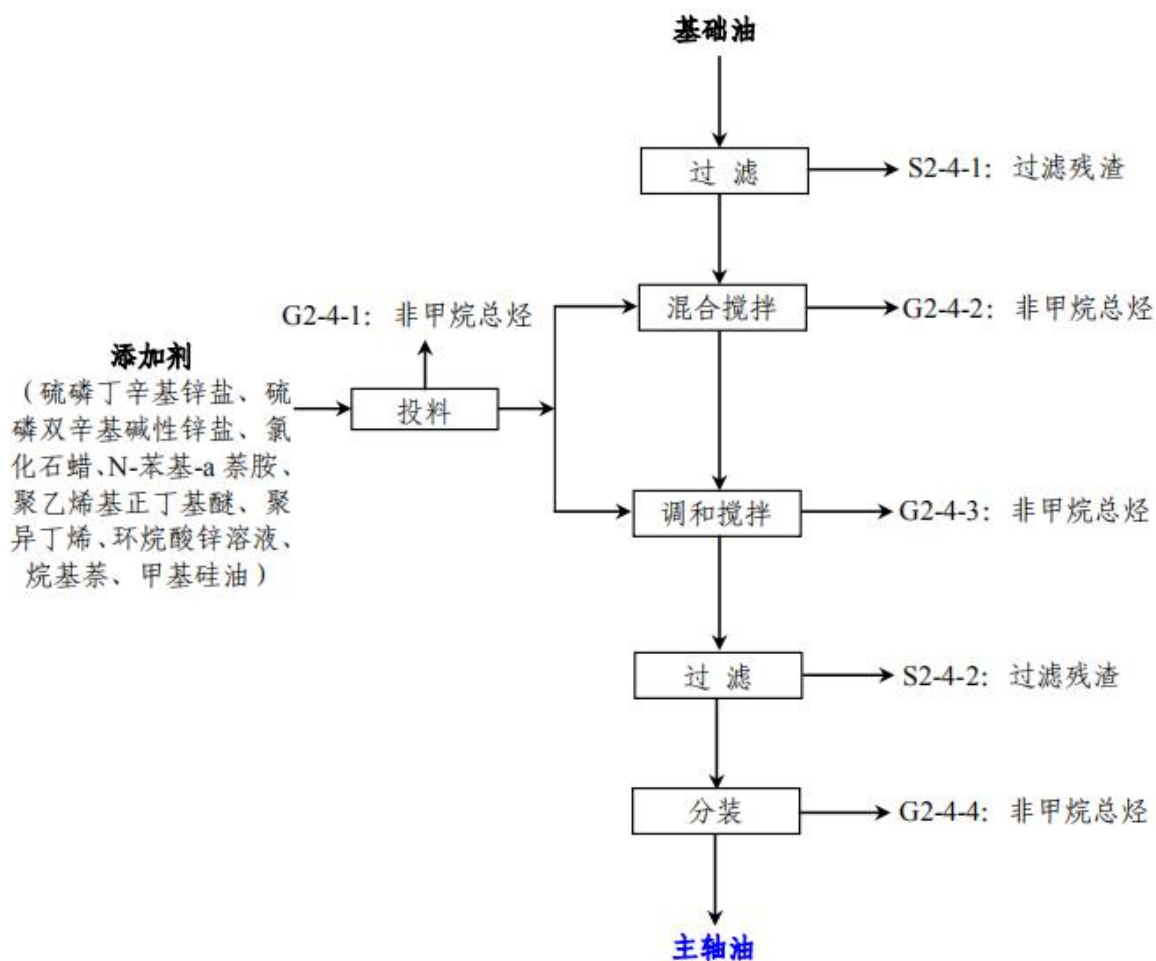 基础油
过 滤
S2-4-1: 过滤残渣
混合搅拌
G2-4-2: 非甲烷总烃
G2-4-1: 非甲烷总烃
添加剂
(硫磷丁辛基锌盐、硫
磷双辛基碱性锌盐、氯
化石蜡、N-苯基-a 萘胺、
聚乙烯基正丁基醚、聚
异丁烯、环烷酸锌溶液、
烷基萘、甲基硅油)
投料
调和搅拌
G2-4-3: 非甲烷总烃
过 滤
S2-4-2: 过滤残渣
分装
G2-4-4: 非甲烷总烃
主轴油